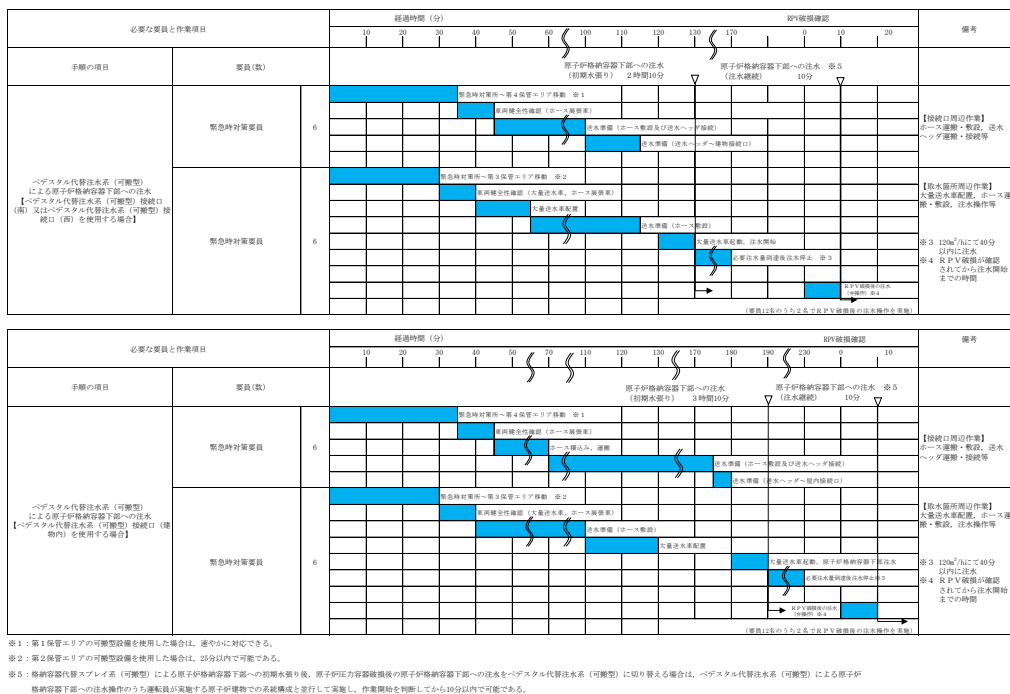 必要な要員と作業項目
経過時間（分）
RPV破損確認
備考
10 20 30 40 50 60 100 110 120 130 170 0 10 20
手順の項目
要員(数)
原子炉格納容器下部への注水
（初期水張り）　２時間10分
原子炉格納容器下部への注水　※５
（注水継続）　　　10分
ペデスタル代替注水系（可搬型）
による原子炉格納容器下部への注水
【ペデスタル代替注水系（可搬型）接続口
(南）又はペデスタル代替注水系（可搬型）接
続口（西）を使用する場合】
緊急時対策要員
6
緊急時対策所～第４保管エリア移動　※１
車両健全性確認（ホース展張車）
送水準備（ホース敷設及び送水ヘッダ接続）
送水準備（送水ヘッダ～建物接続口）
【接続口周辺作業】
ホース運搬・敷設，送水
ヘッダ運搬・接続等
緊急時対策要員
6
緊急時対策所～第３保管エリア移動　※２
車両健全性確認（大量送水車，ホース展張車）
大量送水車配置
送水準備（ホース敷設）
大量送水車起動，注水開始
必要注水量到達後注水停止　※３
ＲＰＶ破損後の注水
（弁操作）※４
（要員12名のうち２名でＲＰＶ破損後の注水操作を実施）
【取水箇所周辺作業】
大量送水車配置，ホース運
搬・敷設，注水操作等
※３　120m³/hにて40分
以内に注水
※４　ＲＰＶ破損が確認
されてから注水開始
までの時間
必要な要員と作業項目
経過時間（分）
RPV破損確認
備考
10 20 30 40 50 70 100 110 120 130 170 180 190 230 0 10
手順の項目
要員(数)
原子炉格納容器下部への注水
（初期水張り）　３時間10分
原子炉格納容器下部への注水　※５
（注水継続）　　　10分
ペデスタル代替注水系（可搬型）
による原子炉格納容器下部への注水
【ペデスタル代替注水系（可搬型）接続口（建
物内）を使用する場合】
緊急時対策要員
6
緊急時対策所～第４保管エリア移動　※１
車両健全性確認（ホース展張車）
ホース積込み，運搬
送水準備（ホース敷設及び送水ヘッダ接続）
送水準備（送水ヘッダ～屋内接続口）
【接続口周辺作業】
ホース運搬・敷設，送水
ヘッダ運搬・接続等
緊急時対策要員
6
緊急時対策所～第３保管エリア移動　※２
車両健全性確認（大量送水車，ホース展張車）
送水準備（ホース敷設）
大量送水車配置
大量送水車起動，原子炉格納容器下部注水
必要注水量到達後注水停止※３
ＲＰＶ破損後の注水
（弁操作）※４
（要員12名のうち２名でＲＰＶ破損後の注水操作を実施）
【取水箇所周辺作業】
大量送水車配置，ホース運
搬・敷設，注水操作等
※３　120m³/hにて40分
以内に注水
※４　ＲＰＶ破損が確認
されてから注水開始
までの時間
※１：第１保管エリアの可搬型設備を使用した場合は，速やかに対応できる。
※２：第２保管エリアの可搬型設備を使用した場合は，25分以内で可能である。
※５：格納容器代替スプレイ系（可搬型）による原子炉格納容器下部への初期水張り後，原子炉圧力容器破損後の原子炉格納容器下部への注水をペデスタル代替注水系（可搬型）に切り替える場合は，ペデスタル代替注水系（可搬型）による原子炉
格納容器下部への注水操作のうち運転員が実施する原子炉建物での系統構成と並行して実施し，作業開始を判断してから10分以内で可能である。